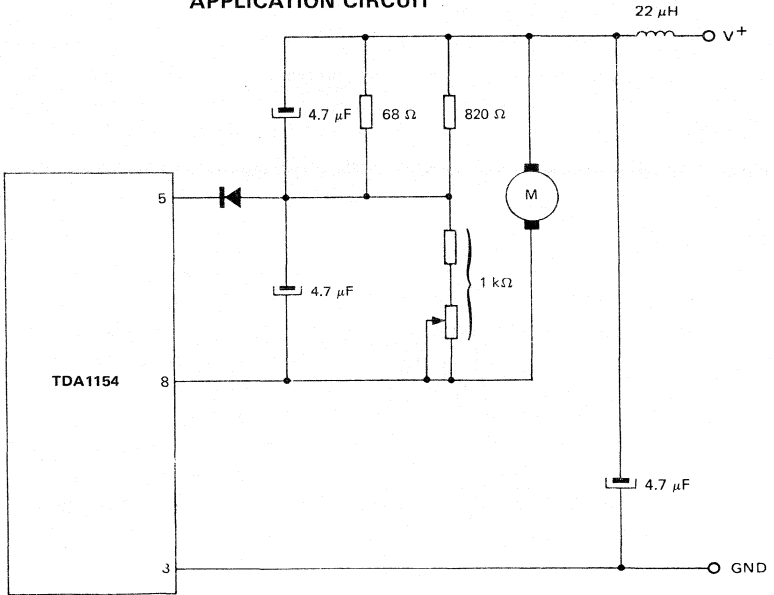 APPLICATION CIRCUIT
22 μH
V+
4.7 μF
68 Ω
820 Ω
5
M
1 kΩ
4.7 μF
TDA1154
8
4.7 μF
3
GND